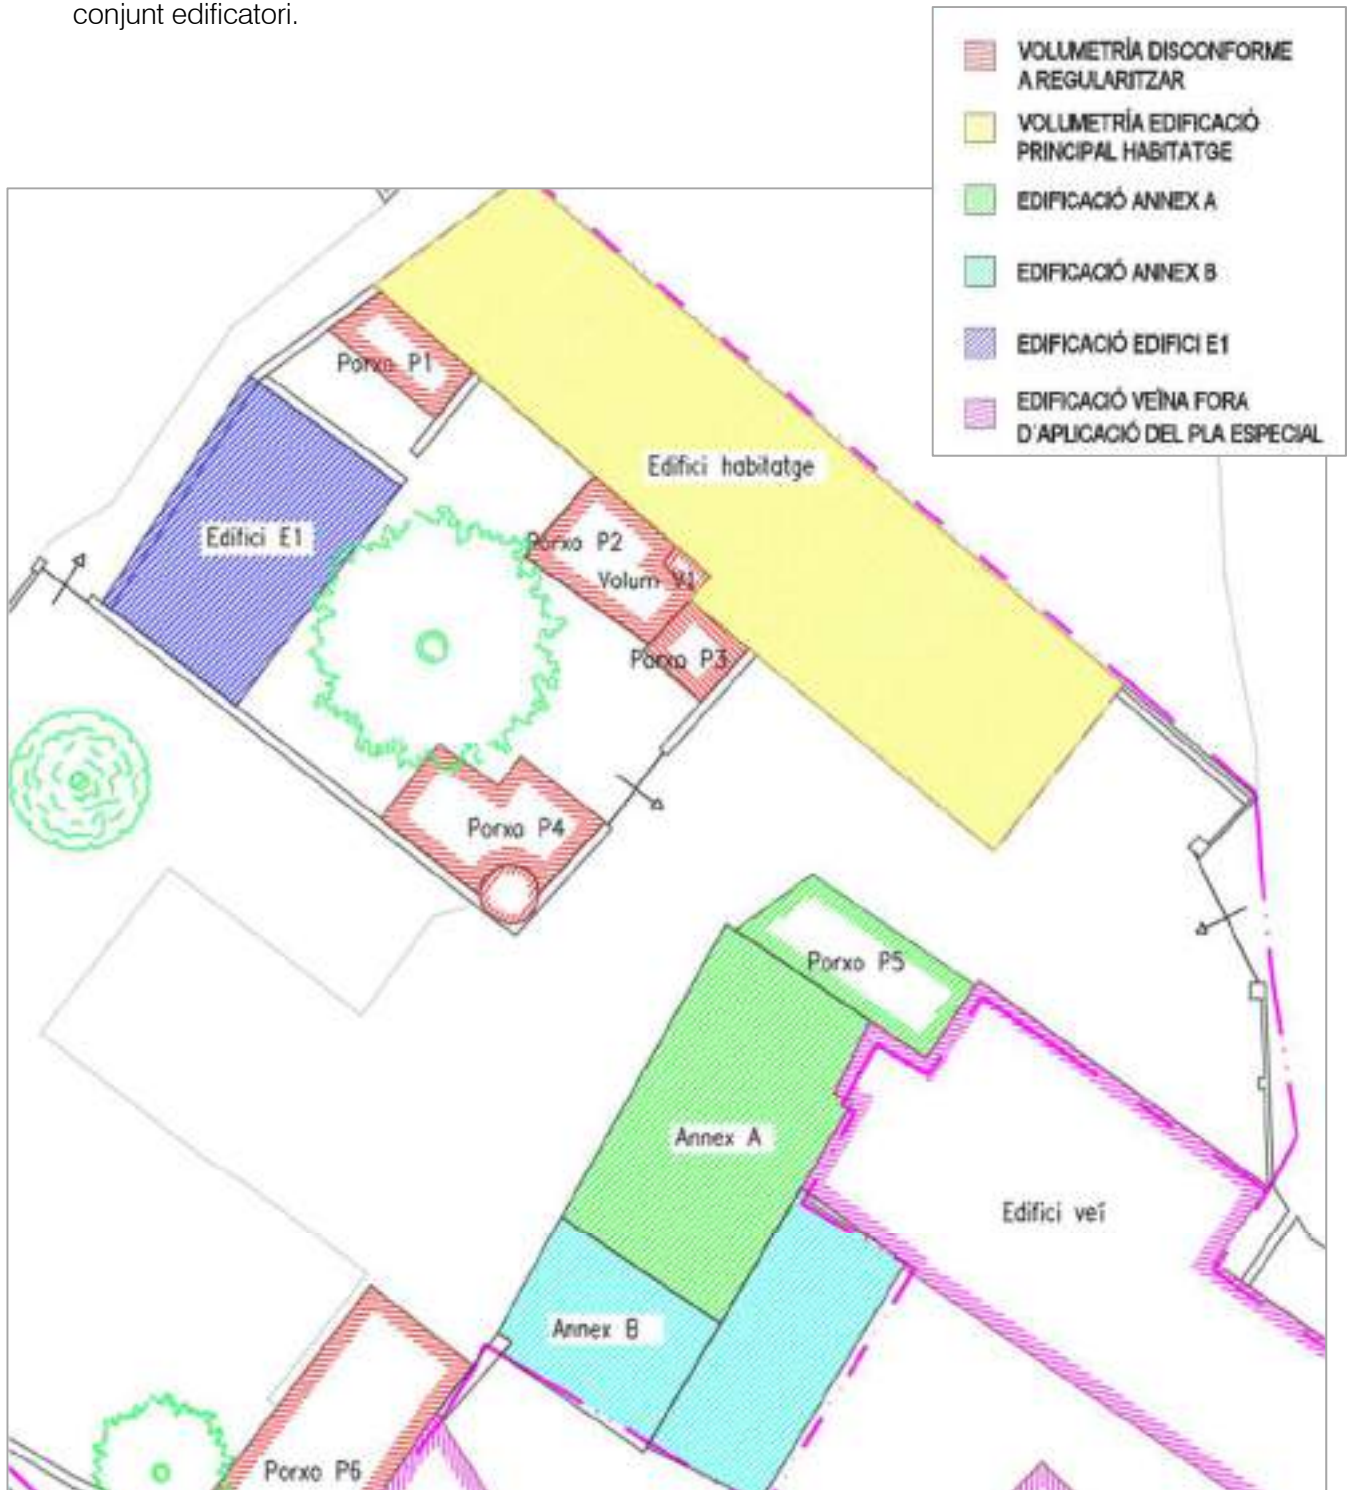 conjunt edificatori.
VOLUMETRÍA DISCONFORME
A REGULARITZAR
VOLUMETRÍA EDIFICACIÓ
PRINCIPAL HABITATGE
EDIFICACIÓ ANNEX A
EDIFICACIÓ ANNEX B
EDIFICACIÓ EDIFICI E1
EDIFICACIÓ VEÏNA FORA
D'APLICACIÓ DEL PLA ESPECIAL
Porxo P1
Edifici habitatge
Edifici E1
Porxo P2
Volum V1
Porxo P3
Porxo P4
Porxo P5
Annex A
Edifici veí
Annex B
Porxo P6